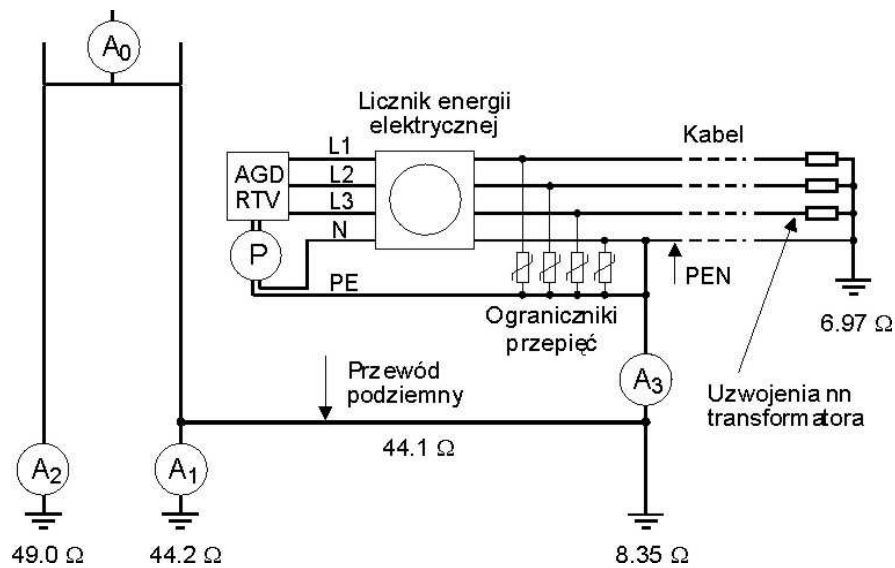 A0
Licznik energii
elektrycznej
Kabel
L1
L2
L3
N
AGD
RTV
P
PE
PEN
Ograniczniki
przepięć
6.97 Ω
Przewód
podziemny
A3
Uzwojenia nn
transformatora
44.1 Ω
A2
A1
49.0 Ω
44.2 Ω
8.35 Ω